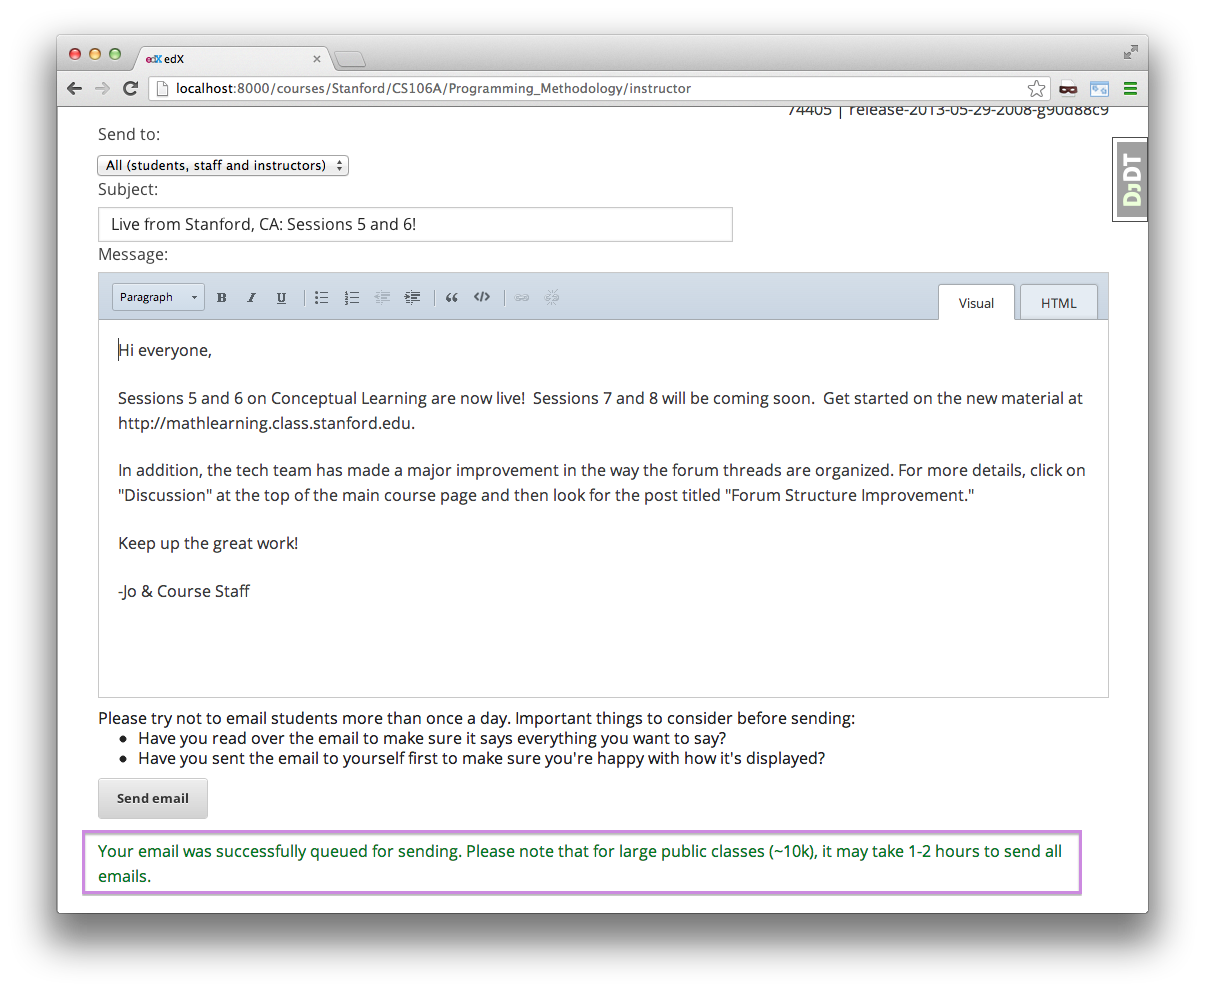 edX edX
localhost:8000/courses/Stanford/CS106A/Programming_Methodology/instructor
74405 | release-2013-05-29-2008-g90d88c9
Send to:
All (students, staff and instructors)
DjDT
Subject:
Live from Stanford, CA: Sessions 5 and 6!
Message:
Paragraph B I U Visual HTML
Hi everyone,
Sessions 5 and 6 on Conceptual Learning are now live!  Sessions 7 and 8 will be coming soon.  Get started on the new material at
http://mathlearning.class.stanford.edu.
In addition, the tech team has made a major improvement in the way the forum threads are organized. For more details, click on
"Discussion" at the top of the main course page and then look for the post titled "Forum Structure Improvement."
Keep up the great work!
-Jo & Course Staff
Please try not to email students more than once a day. Important things to consider before sending:
• Have you read over the email to make sure it says everything you want to say?
• Have you sent the email to yourself first to make sure you're happy with how it's displayed?
Send email
Your email was successfully queued for sending. Please note that for large public classes (~10k), it may take 1-2 hours to send all
emails.